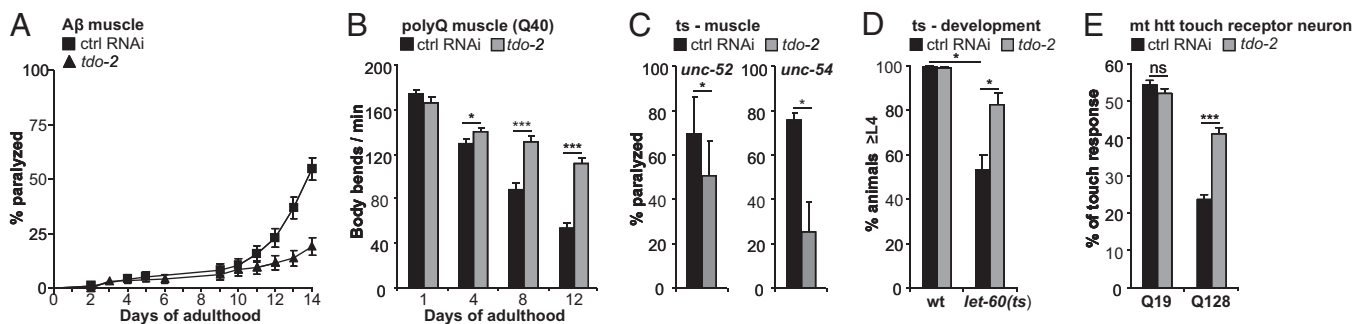 A
Aβ muscle
ctrl RNAi
tdo-2
100
75
50
25
0
% paralyzed
0 2 4 6 8 10 12 14
Days of adulthood
B
polyQ muscle (Q40)
ctrl RNAi tdo-2
200
160
120
80
40
0
Body bends / min
* *** ***
1 4 8 12
Days of adulthood
C
ts - muscle
ctrl RNAi tdo-2
unc-52 unc-54
100
80
60
40
20
0
% paralyzed
*
100
80
60
40
20
0
*
D
ts - development
ctrl RNAi tdo-2
100
80
60
40
20
0
% animals ≥L4
*
*
wt let-60(ts)
E
mt htt touch receptor neuron
ctrl RNAi tdo-2
60
50
40
30
20
10
0
% of touch response
ns
***
Q19 Q128